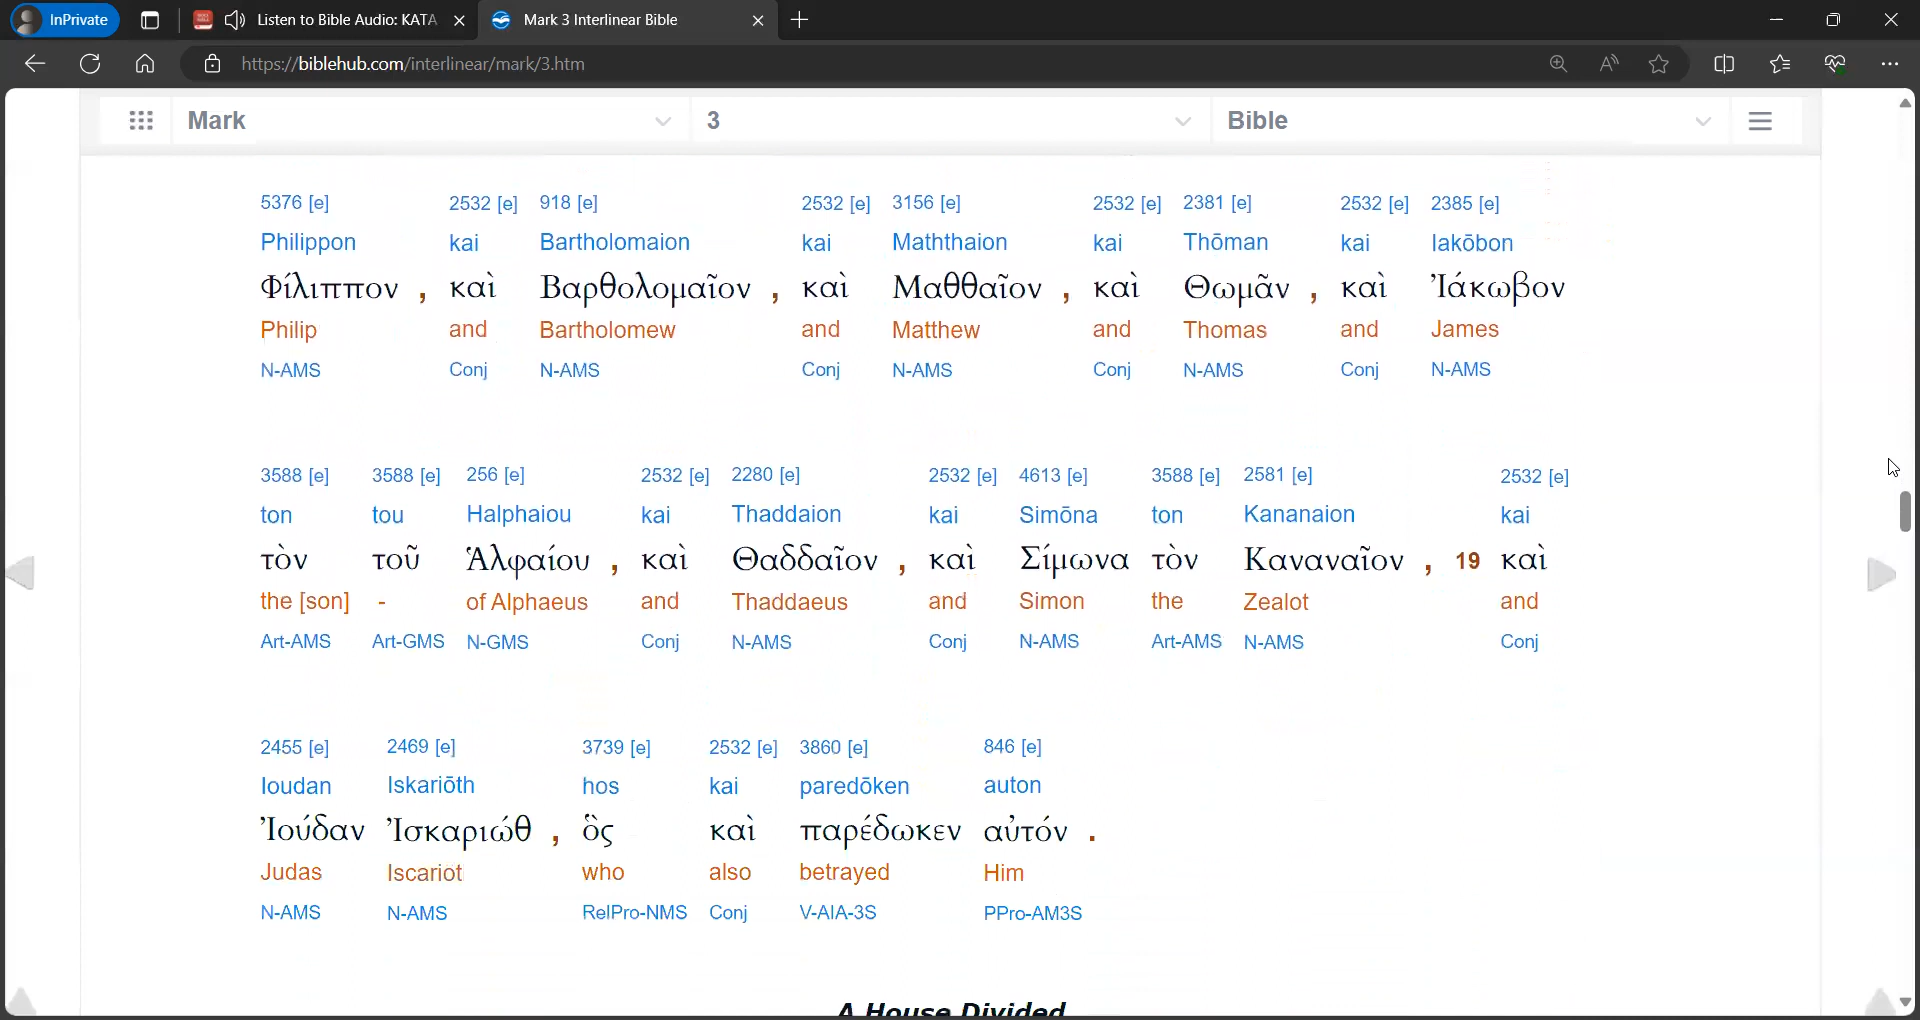 InPrivate Listen to Bible Audio: KATA Mark 3 Interlinear Bible
https://biblehub.com/interlinear/mark/3.htm
Mark 3 Bible
5376 [e] 2532 [e] 918 [e] 2532 [e] 3156 [e] 2532 [e] 2381 [e] 2532 [e] 2385 [e]
Philippon kai Bartholomaion kai Maththaion kai Thōman kai Iakōbon
Φίλιππον , καὶ Βαρθολομαῖον , καὶ Μαθθαῖον , καὶ Θωμᾶν , καὶ Ἰάκωβον
Philip and Bartholomew and Matthew and Thomas and James
N-AMS Conj N-AMS Conj N-AMS Conj N-AMS Conj N-AMS
3588 [e] 3588 [e] 256 [e] 2532 [e] 2280 [e] 2532 [e] 4613 [e] 3588 [e] 2581 [e] 2532 [e]
ton tou Halphaiou kai Thaddaion kai Simōna ton Kananaion kai
τὸν τοῦ Ἁλφαίου , καὶ Θαδδαῖον , καὶ Σίμωνα τὸν Καναναῖον , 19 καὶ
the [son] - of Alphaeus and Thaddaeus and Simon the Zealot and
Art-AMS Art-GMS N-GMS Conj N-AMS Conj N-AMS Art-AMS N-AMS Conj
2455 [e] 2469 [e] 3739 [e] 2532 [e] 3860 [e] 846 [e]
Ioudan Iskariōth hos kai paredōken auton
Ἰούδαν Ἰσκαριώθ , ὃς καὶ παρέδωκεν αὐτόν .
Judas Iscariot who also betrayed Him
N-AMS N-AMS RelPro-NMS Conj V-AIA-3S PPro-AM3S
A House Divided